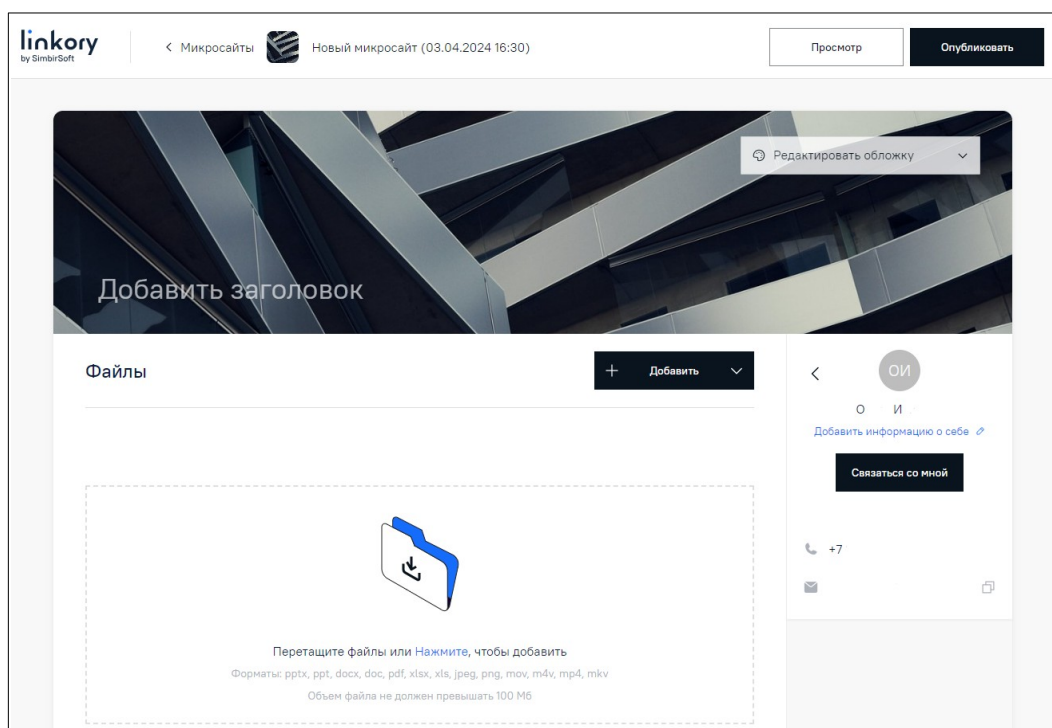 linkory
by SimbirSoft
Микросайты
Новый микросайт (03.04.2024 16:30)
Просмотр
Опубликовать
Редактировать обложку
Добавить заголовок
Файлы
Добавить
ОИ
О И
Добавить информацию о себе
Связаться со мной
+7
Перетащите файлы или Нажмите, чтобы добавить
Форматы: pptx, ppt, docx, doc, pdf, xlsx, xls, jpeg, png, mov, m4v, mp4, mkv
Объем файла не должен превышать 100 Мб